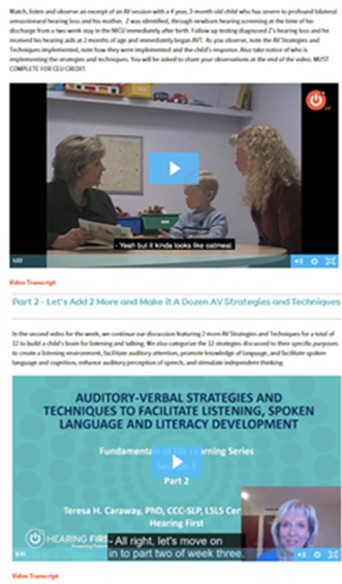 Watch, listen and observe an excerpt of an AV session with a 4 year, 3-month-old child who has severe to profound bilateral
sensorineural hearing loss and his mother. Z was identified, through newborn hearing screening at the time of his
discharge from a two week stay in the NICU immediately after birth. Follow up testing diagnosed Z's hearing loss and he
received his hearing aids at 2 months of age and immediately began AVT. As you observe, note the AV Strategies and
Techniques implemented, note how they were implemented and the child's response. Also take notice of who is
implementing the strategies and techniques. You will be asked to share your observations at the end of the video. MUST
COMPLETE FOR CEU CREDIT.
- Yeah but it kinda looks like oatmeal.
1:22
Video Transcript
Part 2 - Let's Add 2 More and Make it A Dozen AV Strategies and Techniques
In the second video for the week, we continue our discussion featuring 2 more AV Strategies and Techniques for a total of
12 to build a child's brain for listening and talking. We also categorize the 12 strategies discussed to their specific purposes
to create a listening environment, facilitate auditory attention, promote knowledge of language, and facilitate spoken
language and cognition, enhance auditory perception of speech, and stimulate independent thinking.
AUDITORY-VERBAL STRATEGIES AND
TECHNIQUES TO FACILITATE LISTENING, SPOKEN
LANGUAGE AND LITERACY DEVELOPMENT
Fundamentals of LSL Learning Series
Part 2
Teresa H. Caraway, PhD, CCC-SLP, LSLS Cer
Hearing First
HEARING FIRST
- All right, let's move on
in to part two of week three.
Video Transcript